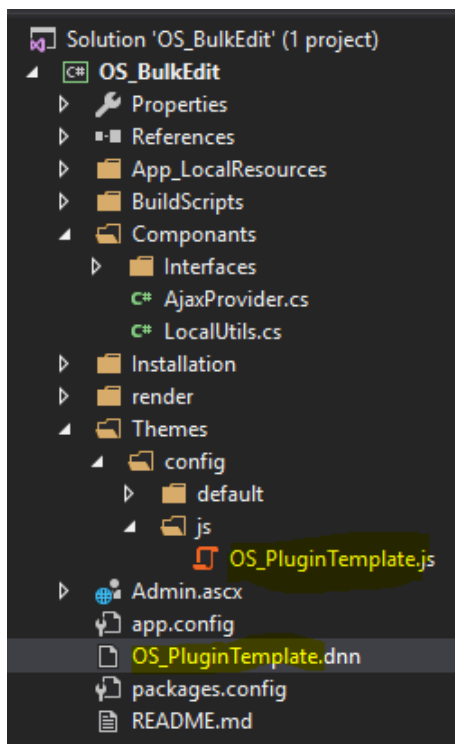 Solution 'OS_BulkEdit' (1 project)
C# OS_BulkEdit
Properties
References
App_LocalResources
BuildScripts
Componants
Interfaces
C# AjaxProvider.cs
C# LocalUtils.cs
Installation
render
Themes
config
default
js
OS_PluginTemplate.js
Admin.ascx
app.config
OS_PluginTemplate.dnn
packages.config
README.md